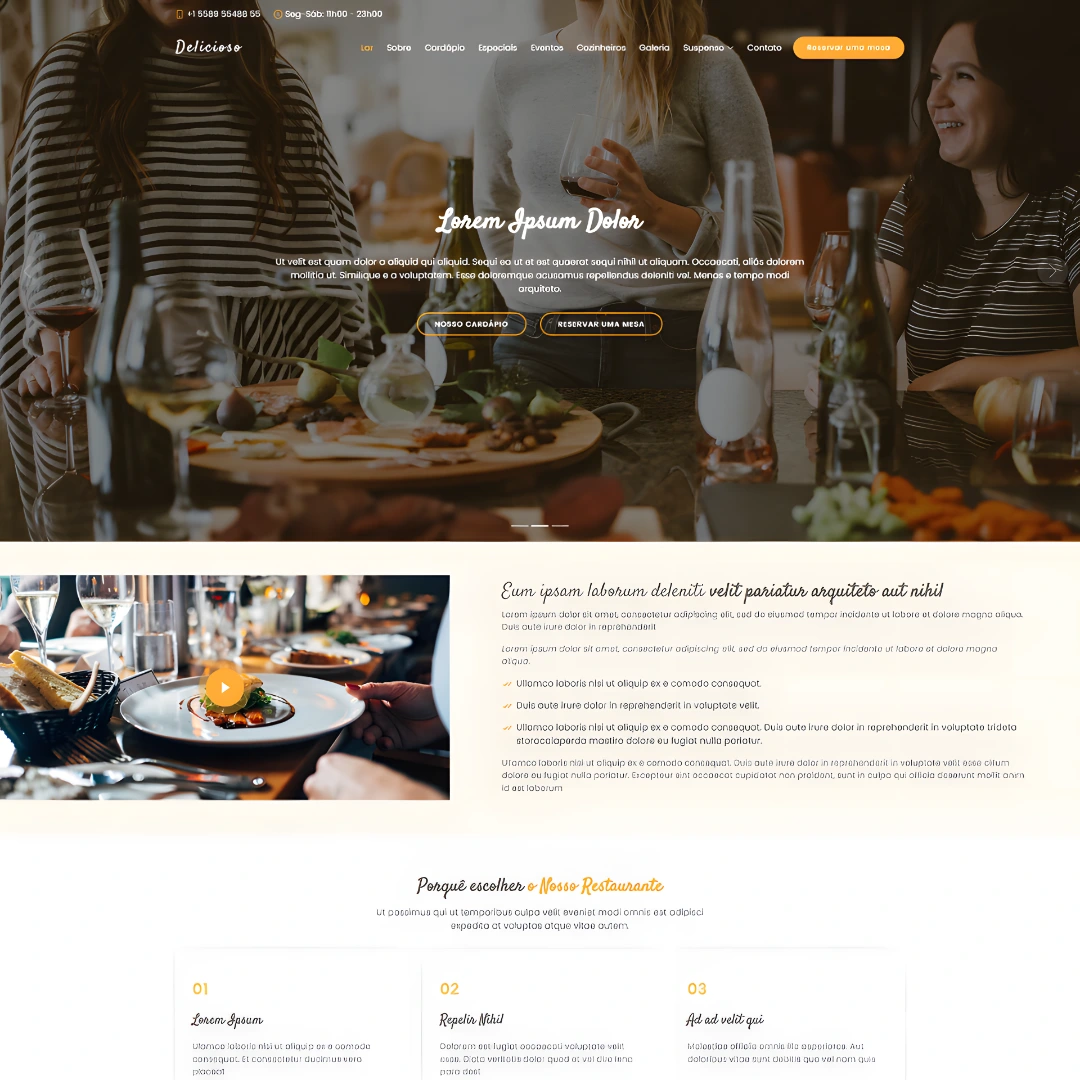 +1 5589 55488 55 Seg-Sáb: 11h00 - 23h00
Delicioso
Lar Sobre Cardápio Especiais Eventos Cozinheiros Galeria Suspenso Contato Reservar uma mesa
Lorem Ipsum Dolor
Ut velit est quam dolor a aliquid qui aliquid. Sequi ea ut et est quaerat sequi nihil ut aliquam. Occaecati, aliás dolorem
mollitia ut. Similique e a voluptatem. Esse doloremque acusamus repellendus deleniti vel. Menos e tempo modi
arquiteto.
NOSSO CARDÁPIO RESERVAR UMA MESA
Eum ipsam laborum deleniti velit pariatur arquiteto aut nihil
Lorem ipsum dolor sit amet, consectetur adipiscing elit, sed do eiusmod tempor incididunte ut labore et dolore magna aliqua.
Duis aute irure dolor in reprehenderit
Lorem ipsum dolor sit amet, consectetur adipiscing elit, sed do eiusmod tempor incididunte ut labore et dolore magna
aliqua.
Ullamco laboris nisi ut aliquip ex e comodo consequat.
Duis aute irure dolor in reprehenderit in voluptate velit.
Ullamco laboris nisi ut aliquip ex e comodo consequat. Duis aute irure dolor in reprehenderit in voluptate trideta
storacalaperda mastiro dolore eu fugiat nulla pariatur.
Ullamco laboris nisi ut aliquip ex e comodo consequat. Duis aute irure dolor in reprehenderit in voluptate velit esse cillum
dolore eu fugiat nulla pariatur. Excepteur sint occaecat cupidatat non proident, sunt in culpa qui officia deserunt mollit anim
id est laborum
Porquê escolher o Nosso Restaurante
Ut possimus qui ut temporibus culpa velit eveniet modi omnis est adipisci
expedita at voluptas atque vitae autem.
01
Lorem Ipsum
Ullamco laboris nisi ut aliquip ex e comodo
consequat. Et consectetur ducimus vero
placeat
02
Repelir Nihil
Dolorem est fugiat occaecati voluptate velit
esse. Dicta veritatis dolor quod et vel dire leno
para dest
03
Ad ad velit qui
Molestiae officiis omnis illo asperiores. Aut
doloribus vitae sunt debitis quo vel nam quis